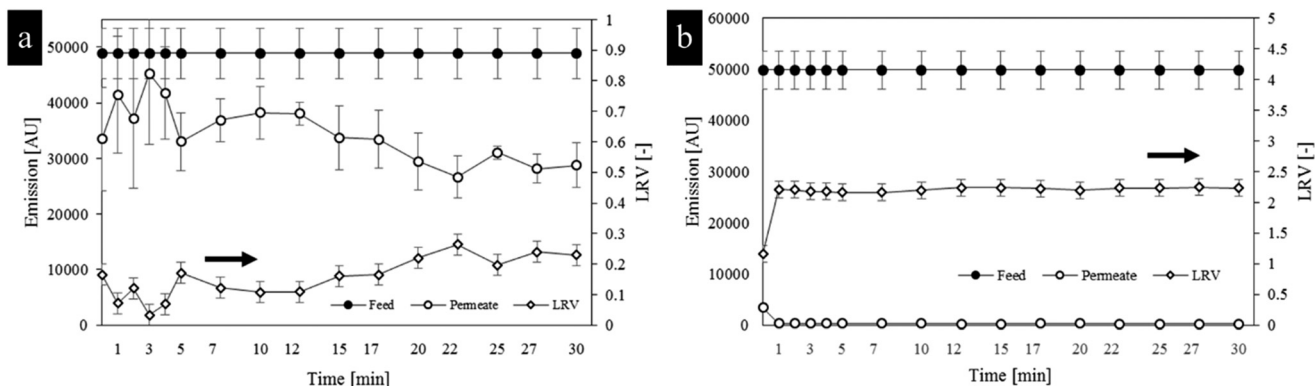 a
Emission [AU]
50000
40000
30000
20000
10000
0
1
0.9
0.8
0.7
0.6
0.5
0.4
0.3
0.2
0.1
0
LRV [-]
Feed Permeate LRV
1 3 5 7 10 12 15 17 20 22 25 27 30
Time [min]
b
Emission [AU]
60000
50000
40000
30000
20000
10000
0
5
4.5
4
3.5
3
2.5
2
1.5
1
0.5
0
LRV [-]
Feed Permeate LRV
1 3 5 7 10 12 15 17 20 22 25 27 30
Time [min]